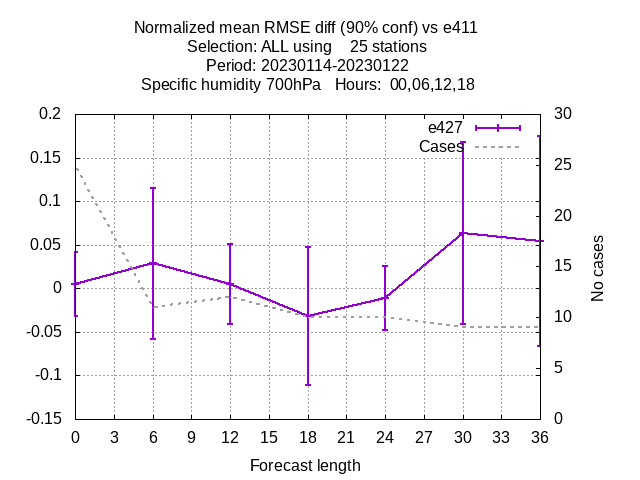 Normalized mean RMSE diff (90% conf) vs e411
Selection: ALL using    25 stations
Period: 20230114-20230122
Specific humidity 700hPa   Hours:  00,06,12,18
e427
Cases
0.2
0.15
0.1
0.05
0
-0.05
-0.1
-0.15
30
25
20
15
10
5
0
No cases
0 3 6 9 12 15 18 21 24 27 30 33 36
Forecast length